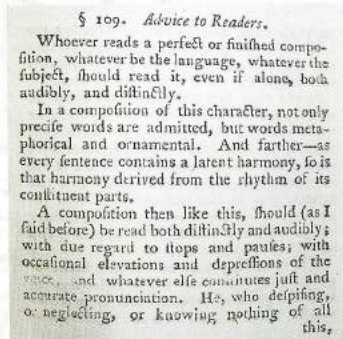 § 109. Advice to Readers.
Whoever reads a perfect or finished compo-
ſition, whatever be the language, whatever the
ſubject, ſhould read it, even if alone, both
audibly, and diſtinctly.
In a compoſition of this character, not only
preciſe words are admitted, but words meta-
phorical and ornamental. And farther—as
every ſentence contains a latent harmony, ſo is
that harmony derived from the rhythm of its
conſtituent parts.
A compoſition then like this, ſhould (as I
ſaid before) be read both diſtinctly and audibly;
with due regard to ſtops and pauſes; with
occaſional elevations and depreſſions of the
voice, and whatever elſe conſtitutes juſt and
accurate pronunciation. He, who deſpiſing,
or neglecting, or knowing nothing of all
this,